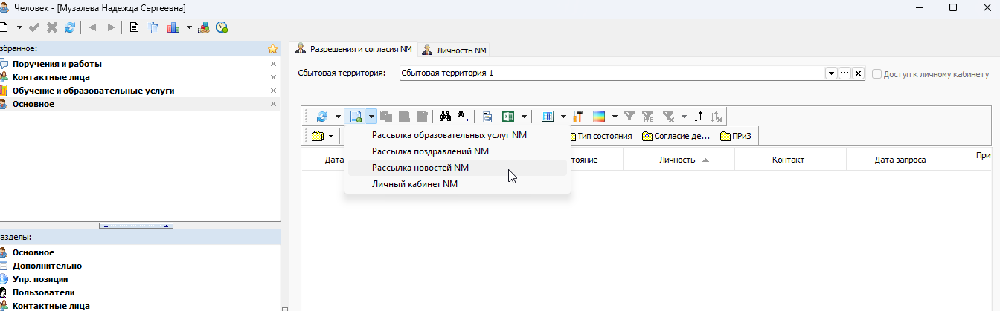 Человек - [Музалева Надежда Сергеевна]
збранное:
Поручения и работы
Контактные лица
Обучение и образовательные услуги
Основное
азделы:
Основное
Дополнительно
Упр. позиции
Пользователи
Контактные лица
Разрешения и согласия NM
Личность NM
Сбытовая территория:
Сбытовая территория 1
Доступ к личному кабинету
Рассылка образовательных услуг NM
Рассылка поздравлений NM
Рассылка новостей NM
Личный кабинет NM
Тип состояния
Согласие де...
ПРиЗ
Дата
стояние
Личность
Контакт
Дата запроса
При